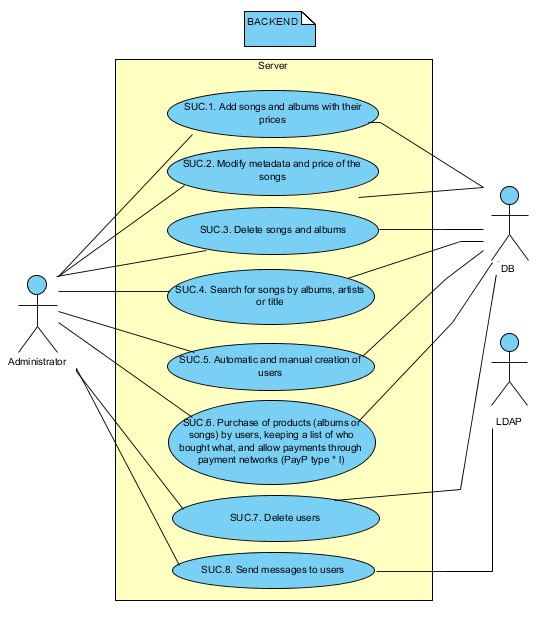 BACKEND
Server
SUC.1. Add songs and albums with their
prices
SUC.2. Modify metadata and price of the
songs
SUC.3. Delete songs and albums
DB
SUC.4. Search for songs by albums, artists
or title
Administrator
SUC.5. Automatic and manual creation of
users
LDAP
SUC.6. Purchase of products (albums or
songs) by users, keeping a list of who
bought what, and allow payments through
payment networks (PayP type * l)
SUC.7. Delete users
SUC.8. Send messages to users